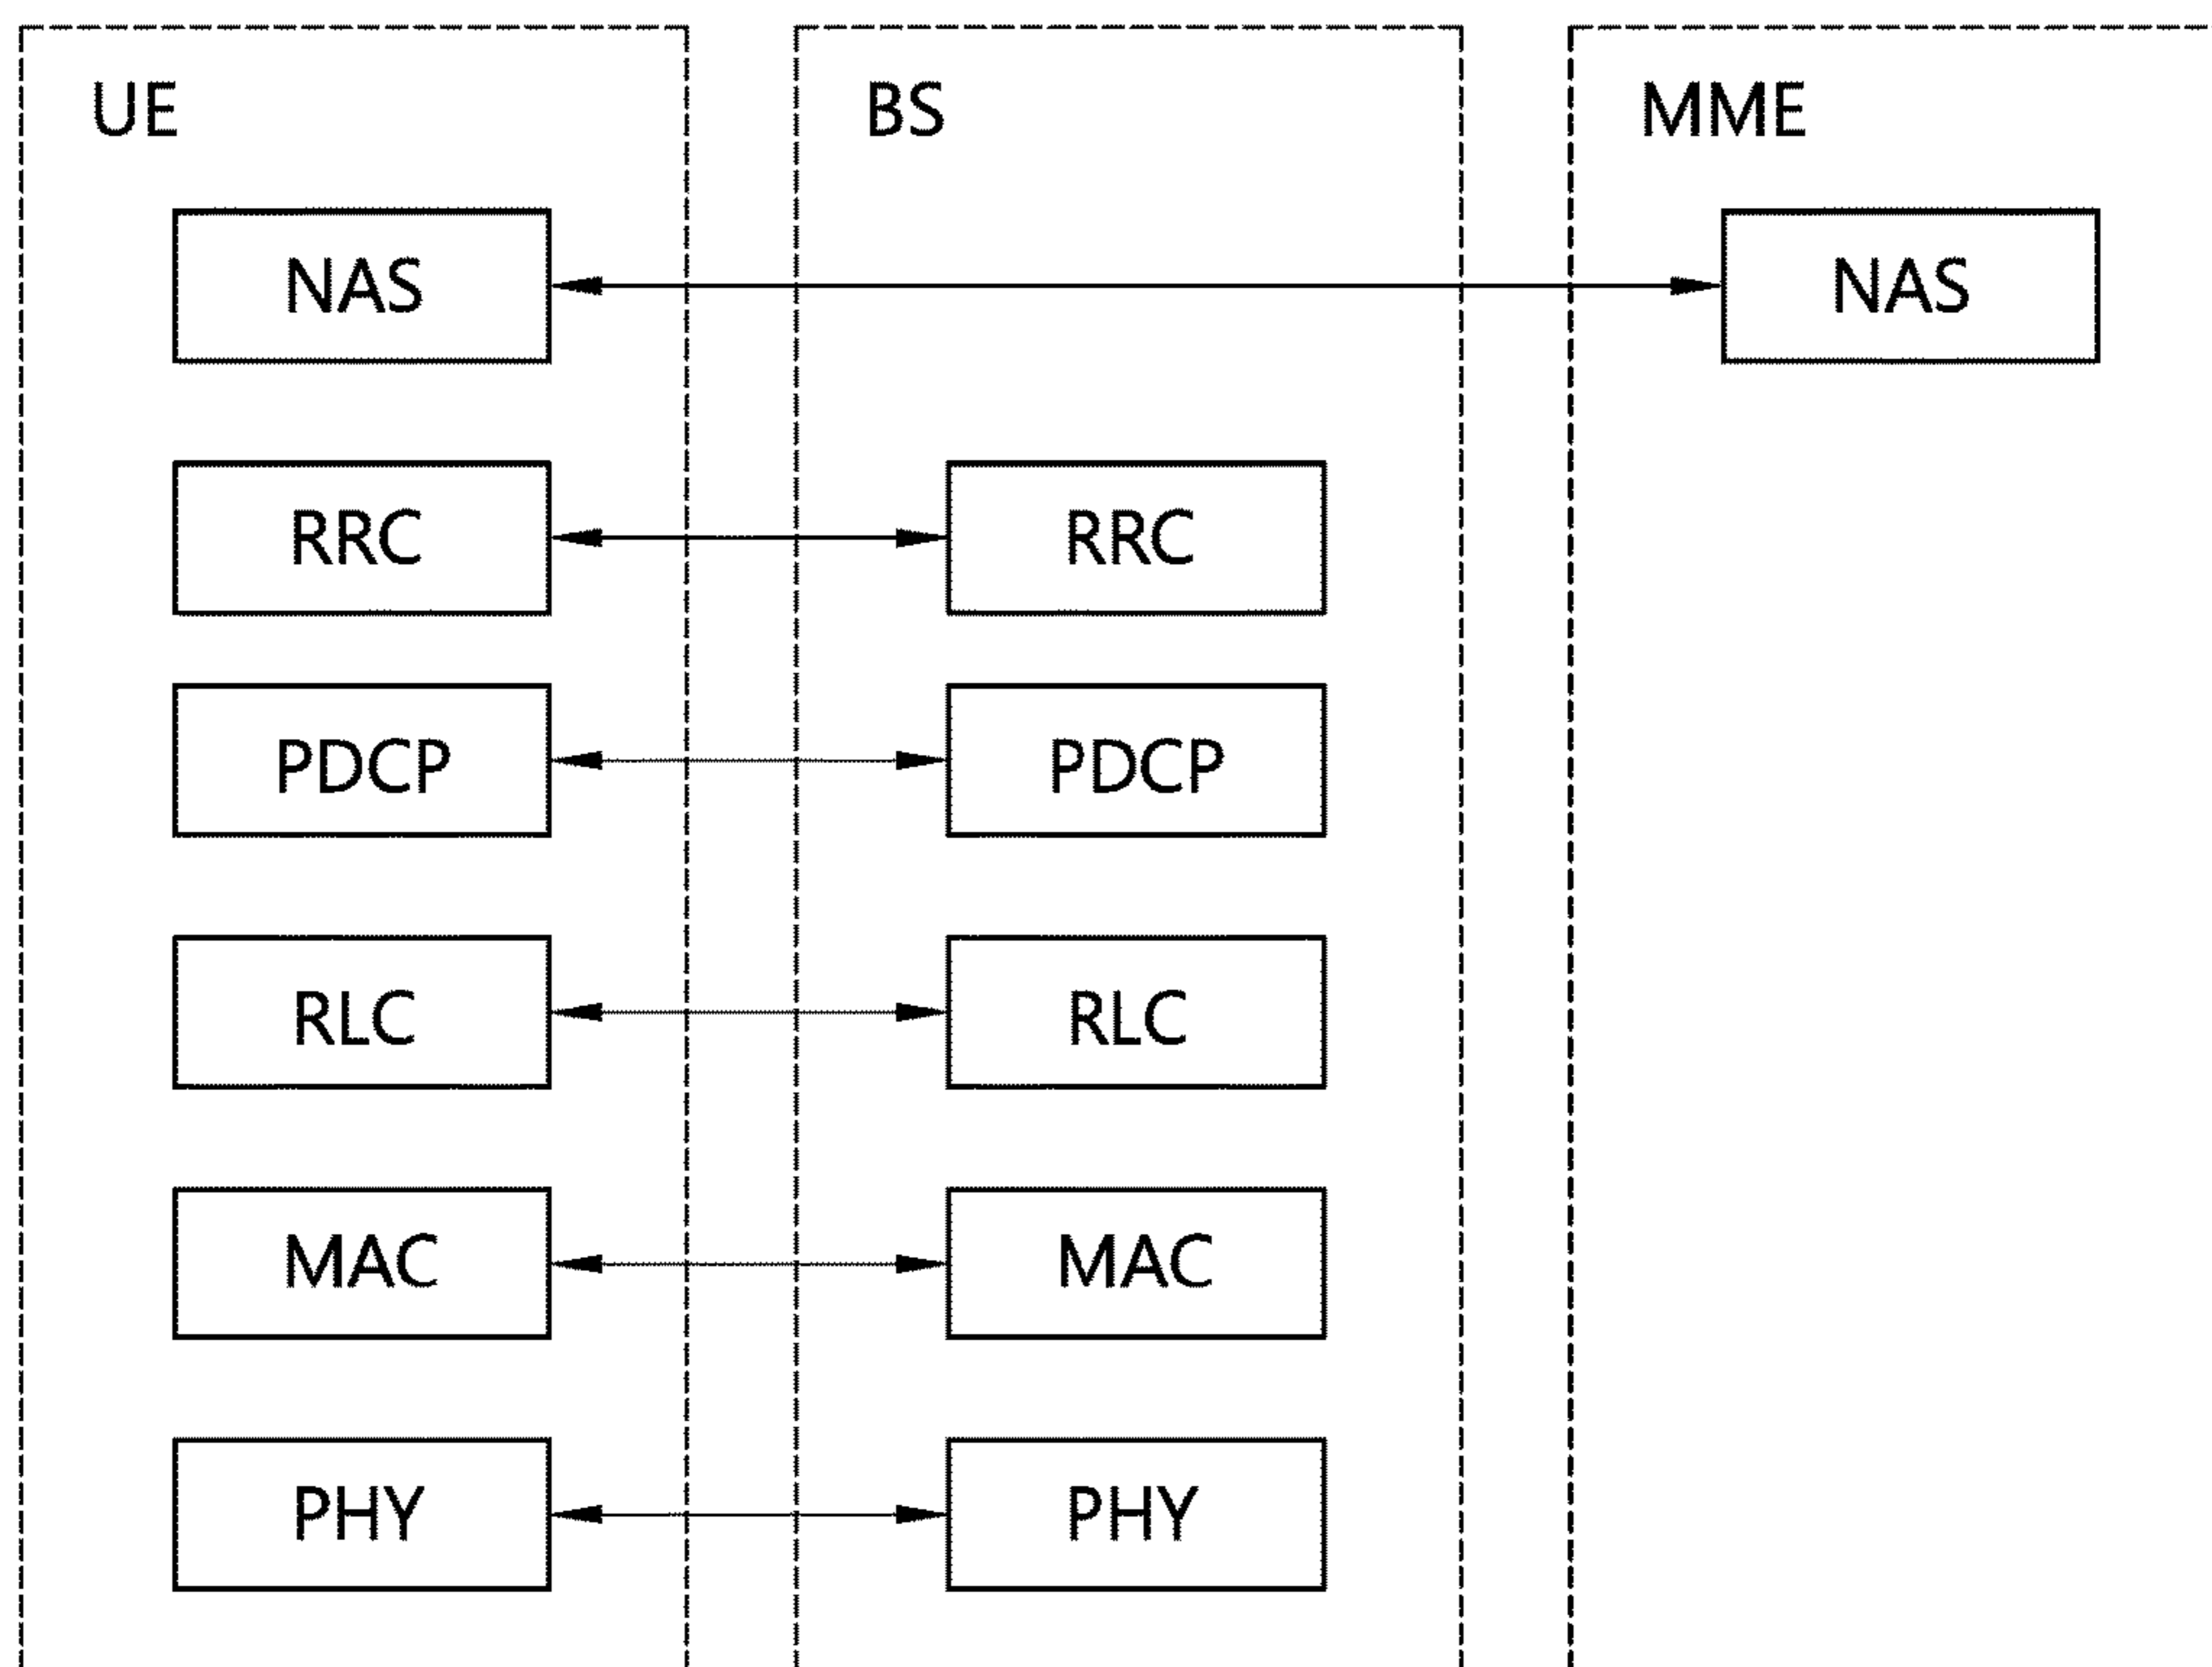 UE
BS
MME
NAS
NAS
RRC
RRC
PDCP
PDCP
RLC
RLC
MAC
MAC
PHY
PHY